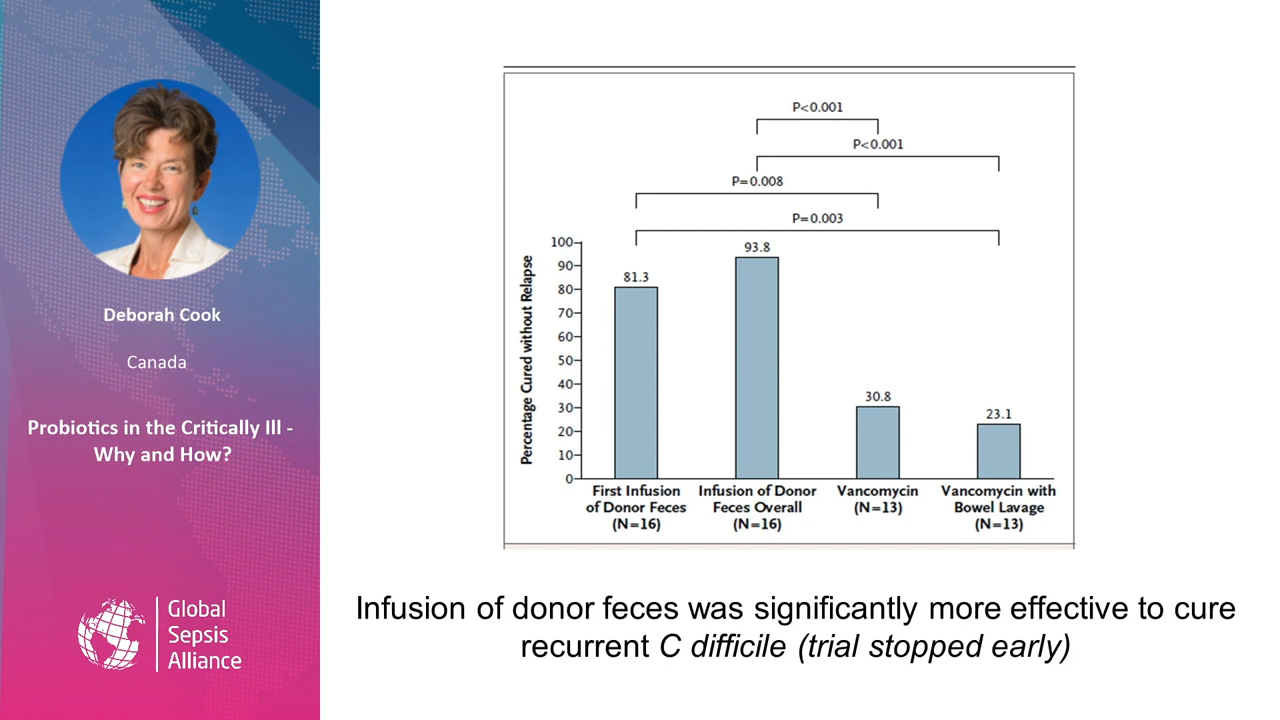 Deborah Cook
Canada
Probiotics in the Critically Ill -
Why and How?
Global
Sepsis
Alliance
P<0.001
P<0.001
P=0.008
P=0.003
Percentage Cured without Relapse
100
90
80
70
60
50
40
30
20
10
0
81.3
93.8
30.8
23.1
First Infusion
of Donor Feces
(N=16)
Infusion of Donor
Feces Overall
(N=16)
Vancomycin
(N=13)
Vancomycin with
Bowel Lavage
(N=13)
Infusion of donor feces was significantly more effective to cure
recurrent C difficile (trial stopped early)